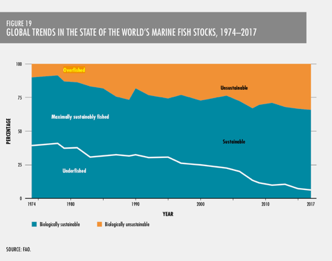 FIGURE 19
GLOBAL TRENDS IN THE STATE OF THE WORLD'S MARINE FISH STOCKS, 1974–2017
100
Overfished
Unsustainable
75
Maximally sustainably fished
PERCENTAGE
50
Sustainable
25
Underfished
0
1974 1980 1990 2000 2010 2017
YEAR
Biologically sustainable Biologically unsustainable
SOURCE: FAO.